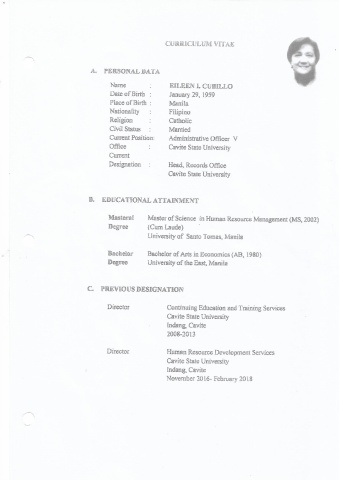 CURRICULUM VITAE
A. PERSONAL DATA
Name : EILEEN L CUBILLO
Date of Birth : January 29, 1959
Place of Birth : Manila
Nationality : Filipino
Religion : Catholic
Civil Status : Married
Current Position: Administrative Officer V
Office : Cavite State University
Current
Designation : Head, Records Office
Cavite State University
B. EDUCATIONAL ATTAINMENT
Masteral Master of Science in Human Resource Management (MS, 2002)
Degree (Cum Laude)
University of Santo Tomas, Manila
Bachelor Bachelor of Arts in Economics (AB, 1980)
Degree University of the East, Manila
C. PREVIOUS DESIGNATION
Director Continuing Education and Training Services
Cavite State University
Indang, Cavite
2008-2013
Director Human Resource Development Services
Cavite State University
Indang, Cavite
November 2016- February 2018